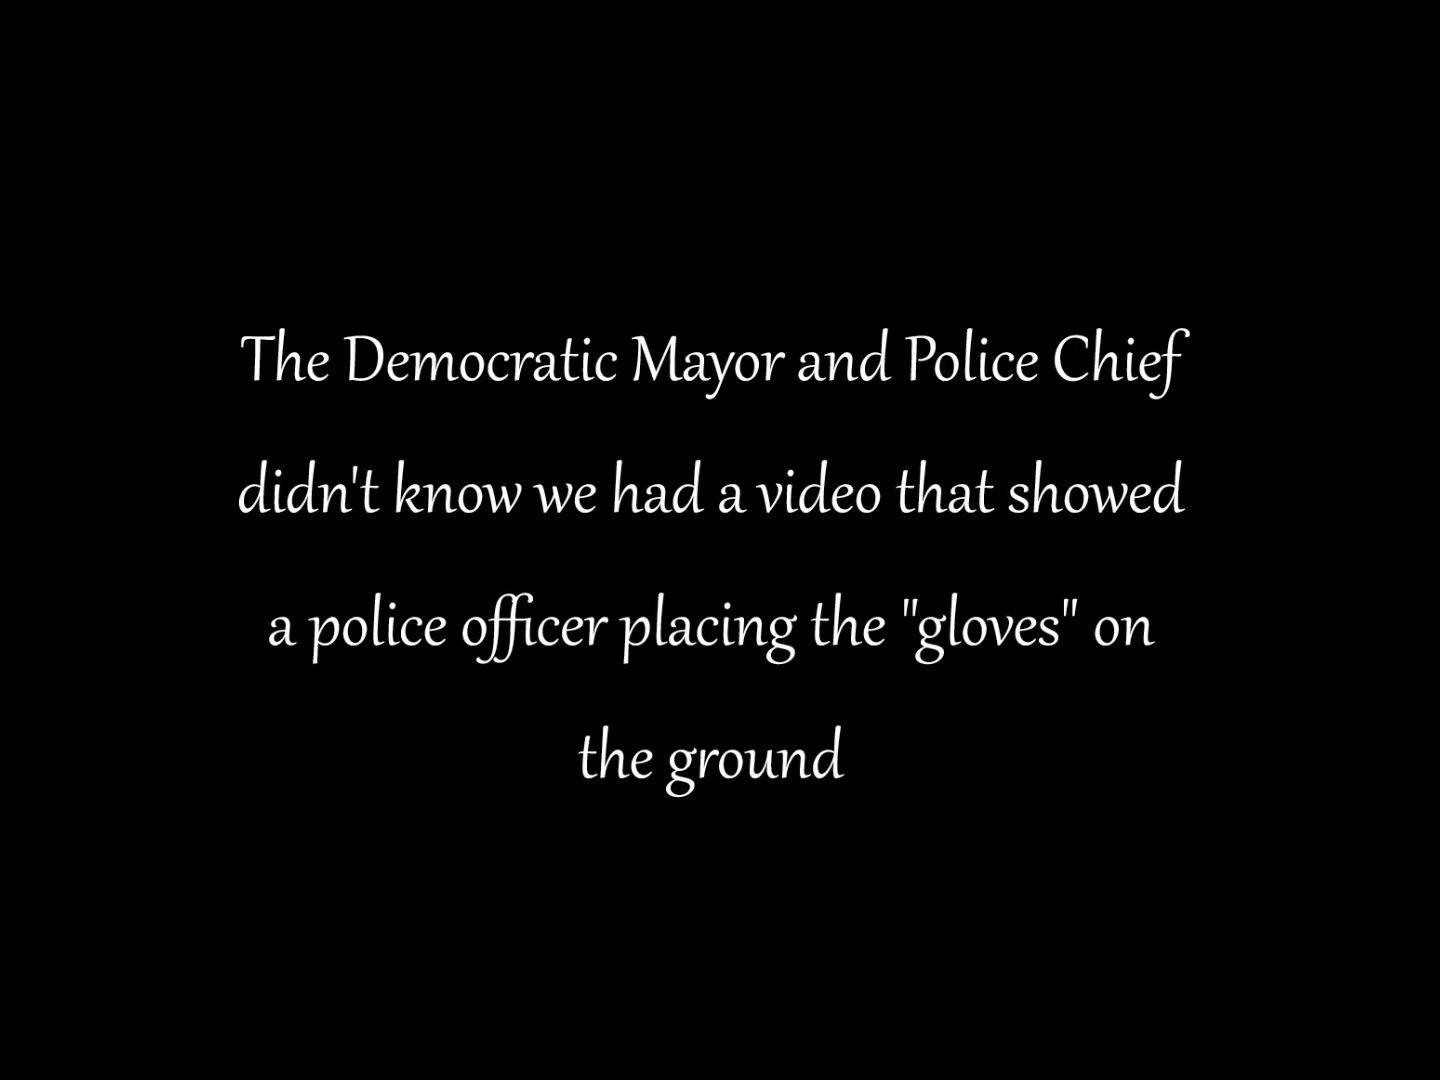 The Democratic Mayor and Police Chief
didn't know we had a video that showed
a police officer placing the "gloves" on
the ground